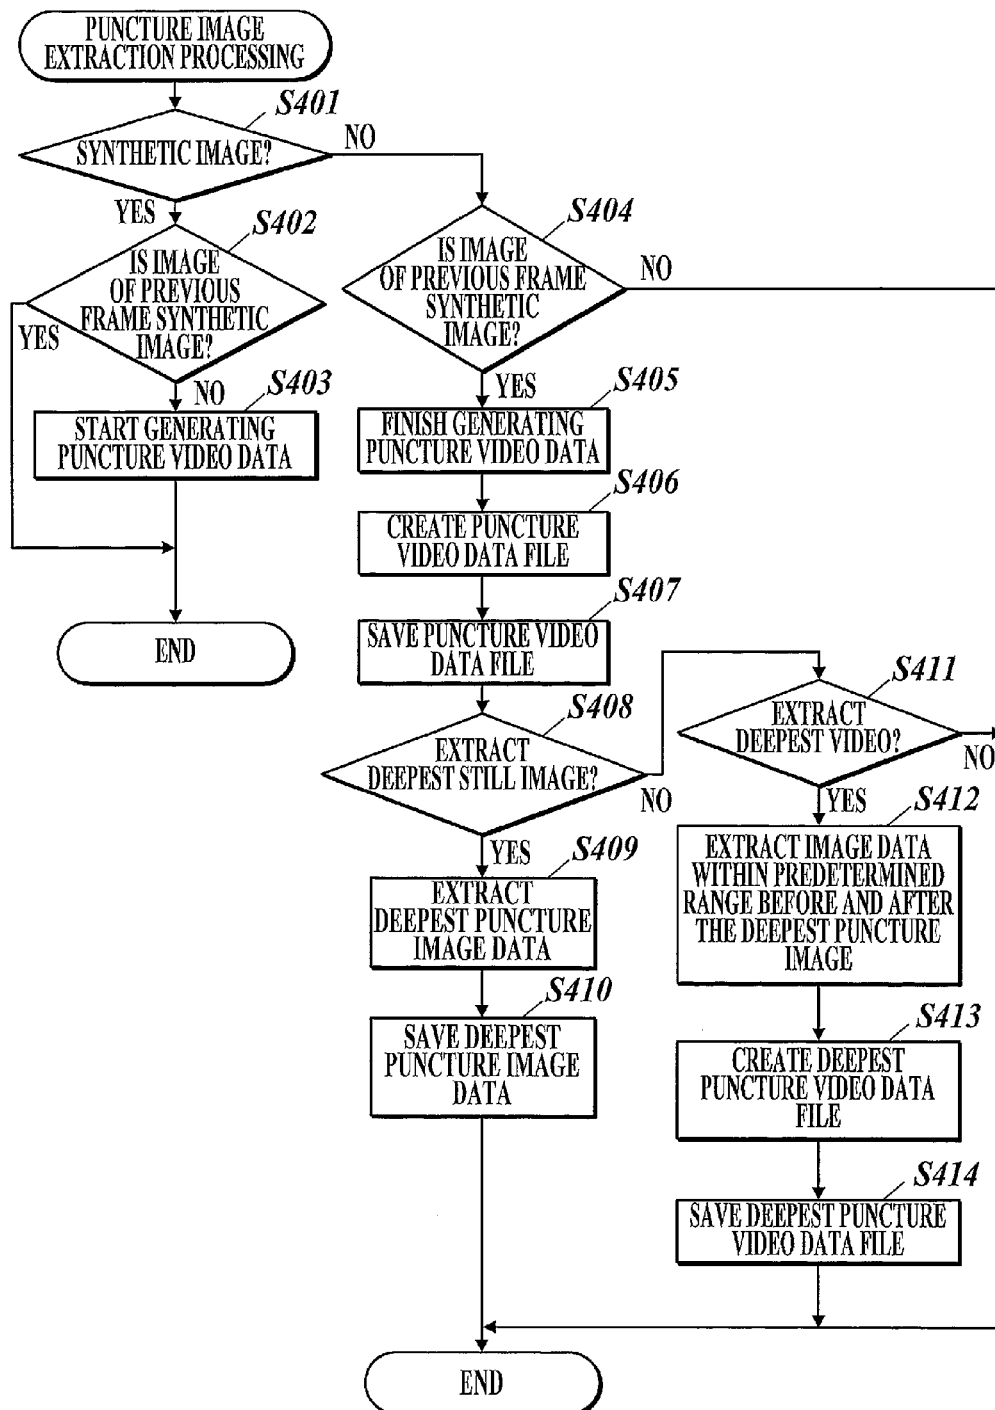 PUNCTURE IMAGE
EXTRACTION PROCESSING
S401
SYNTHETIC IMAGE?
NO
YES
S402
IS IMAGE
OF PREVIOUS
FRAME SYNTHETIC
IMAGE?
YES
NO
S403
START GENERATING
PUNCTURE VIDEO DATA
END
S404
IS IMAGE
OF PREVIOUS FRAME
SYNTHETIC
IMAGE?
NO
YES
S405
FINISH GENERATING
PUNCTURE VIDEO DATA
S406
CREATE PUNCTURE
VIDEO DATA FILE
S407
SAVE PUNCTURE VIDEO
DATA FILE
S408
EXTRACT
DEEPEST STILL IMAGE?
NO
YES
S409
EXTRACT
DEEPEST PUNCTURE
IMAGE DATA
S410
SAVE DEEPEST
PUNCTURE IMAGE
DATA
S411
EXTRACT
DEEPEST VIDEO?
NO
YES
S412
EXTRACT IMAGE DATA
WITHIN PREDETERMINED
RANGE BEFORE AND AFTER
THE DEEPEST PUNCTURE
IMAGE
S413
CREATE DEEPEST
PUNCTURE VIDEO DATA
FILE
S414
SAVE DEEPEST PUNCTURE
VIDEO DATA FILE
END